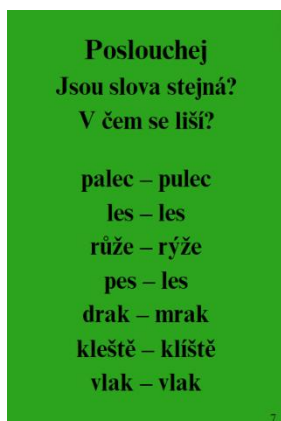 Poslouchej
Jsou slova stejná?
V čem se liší?
palec – pulec
les – les
růže – rýže
pes – les
drak – mrak
kleště – klíště
vlak – vlak
7